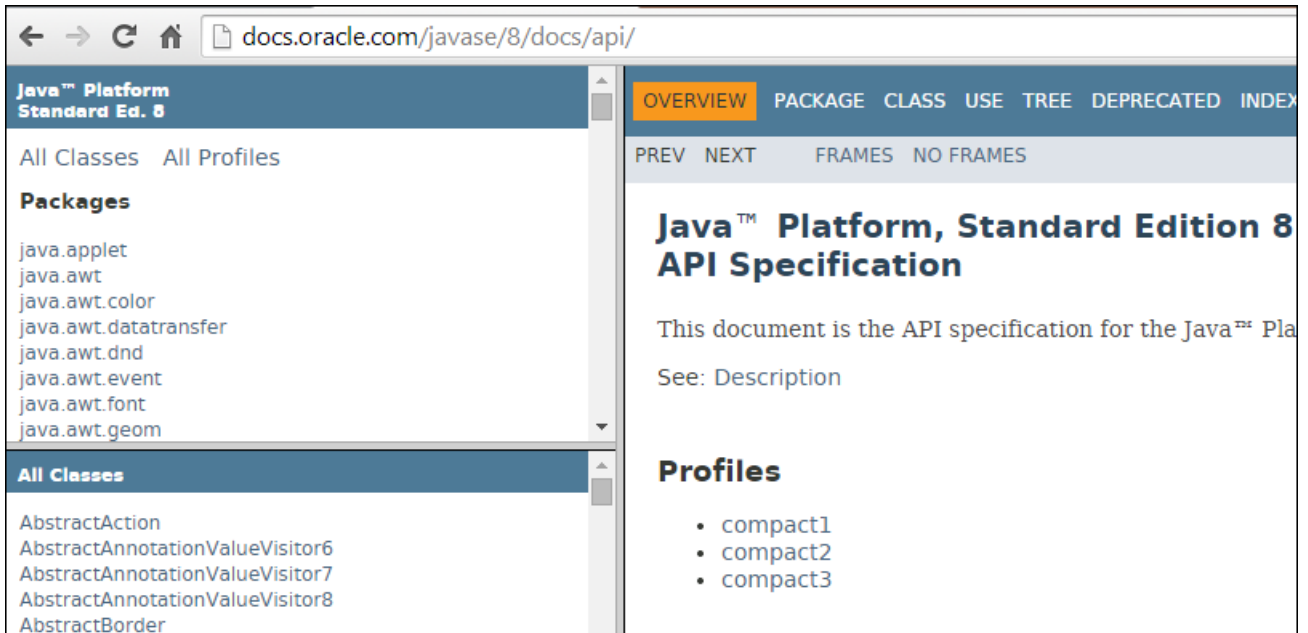 docs.oracle.com/javase/8/docs/api/
Java™ Platform
Standard Ed. 8
All Classes All Profiles
Packages
java.applet
java.awt
java.awt.color
java.awt.datatransfer
java.awt.dnd
java.awt.event
java.awt.font
java.awt.geom
All Classes
AbstractAction
AbstractAnnotationValueVisitor6
AbstractAnnotationValueVisitor7
AbstractAnnotationValueVisitor8
AbstractBorder
OVERVIEW PACKAGE CLASS USE TREE DEPRECATED INDEX
PREV NEXT FRAMES NO FRAMES
Java™ Platform, Standard Edition 8
API Specification
This document is the API specification for the Java™ Pla
See: Description
Profiles
• compact1
• compact2
• compact3